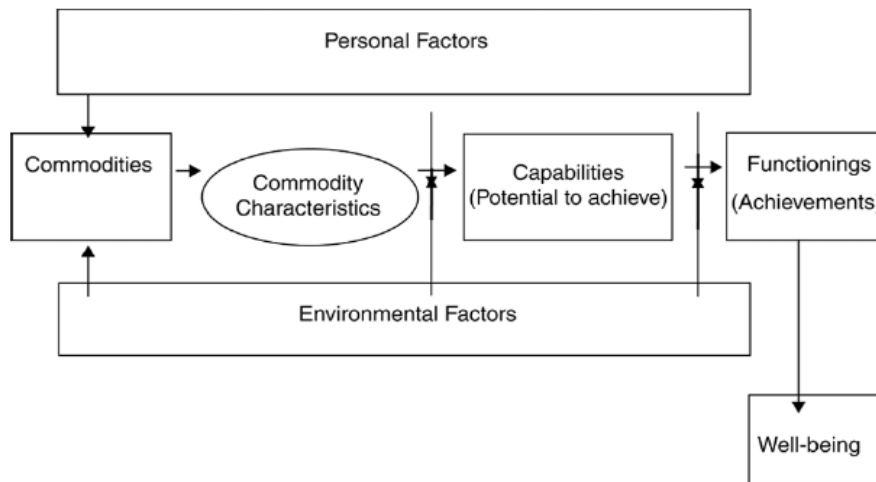 Personal Factors
Commodities
Commodity
Characteristics
Capabilities
(Potential to achieve)
Functionings
(Achievements)
Environmental Factors
Well-being